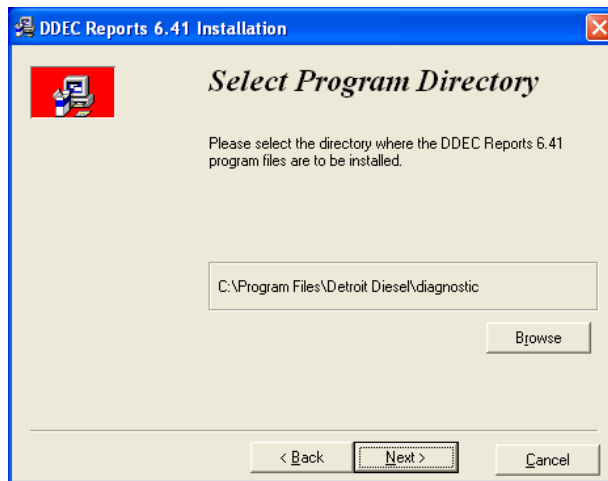 DDEC Reports 6.41 Installation
Select Program Directory
Please select the directory where the DDEC Reports 6.41
program files are to be installed.
C:\Program Files\Detroit Diesel\diagnostic
Browse
< Back
Next >
Cancel